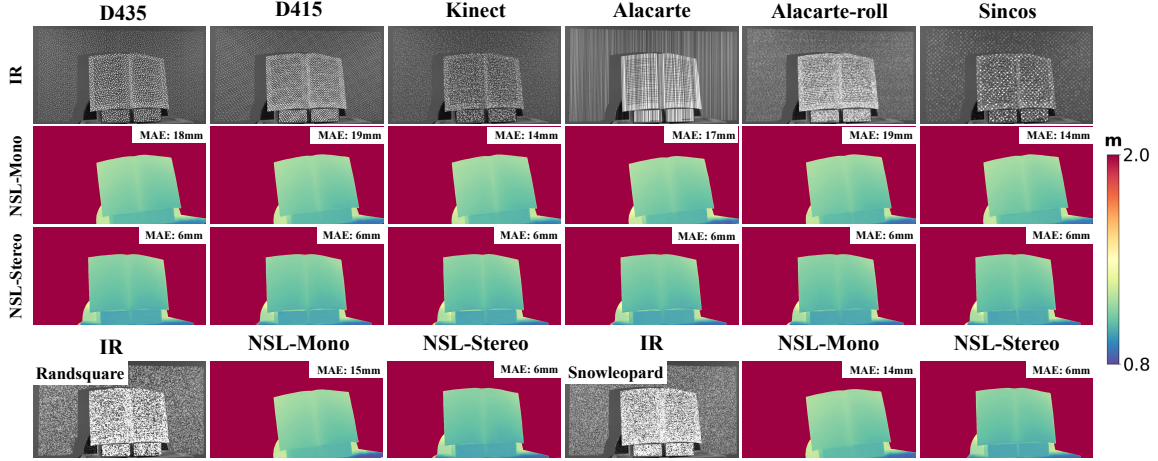 D435 D415 Kinect Alacarte Alacarte-roll Sincos
IR
NSL-Mono
MAE: 18mm MAE: 19mm MAE: 14mm MAE: 17mm MAE: 19mm MAE: 14mm
NSL-Stereo
MAE: 6mm MAE: 6mm MAE: 6mm MAE: 6mm MAE: 6mm MAE: 6mm
m
2.0
0.8
IR NSL-Mono NSL-Stereo IR NSL-Mono NSL-Stereo
Randsquare MAE: 15mm MAE: 6mm Snowleopard MAE: 14mm MAE: 6mm